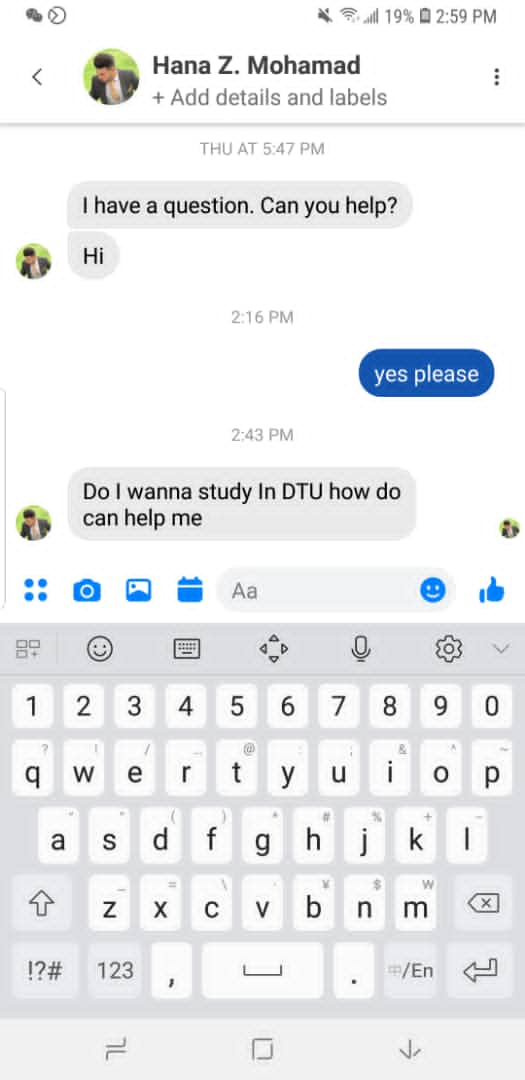 19% 2:59 PM
Hana Z. Mohamad
+ Add details and labels
THU AT 5:47 PM
I have a question. Can you help?
Hi
2:16 PM
yes please
2:43 PM
Do I wanna study In DTU how do
can help me
Aa
1 2 3 4 5 6 7 8 9 0
q w e r t y u i o p
a s d f g h j k l
z x c v b n m
!?# 123 , . 中/En